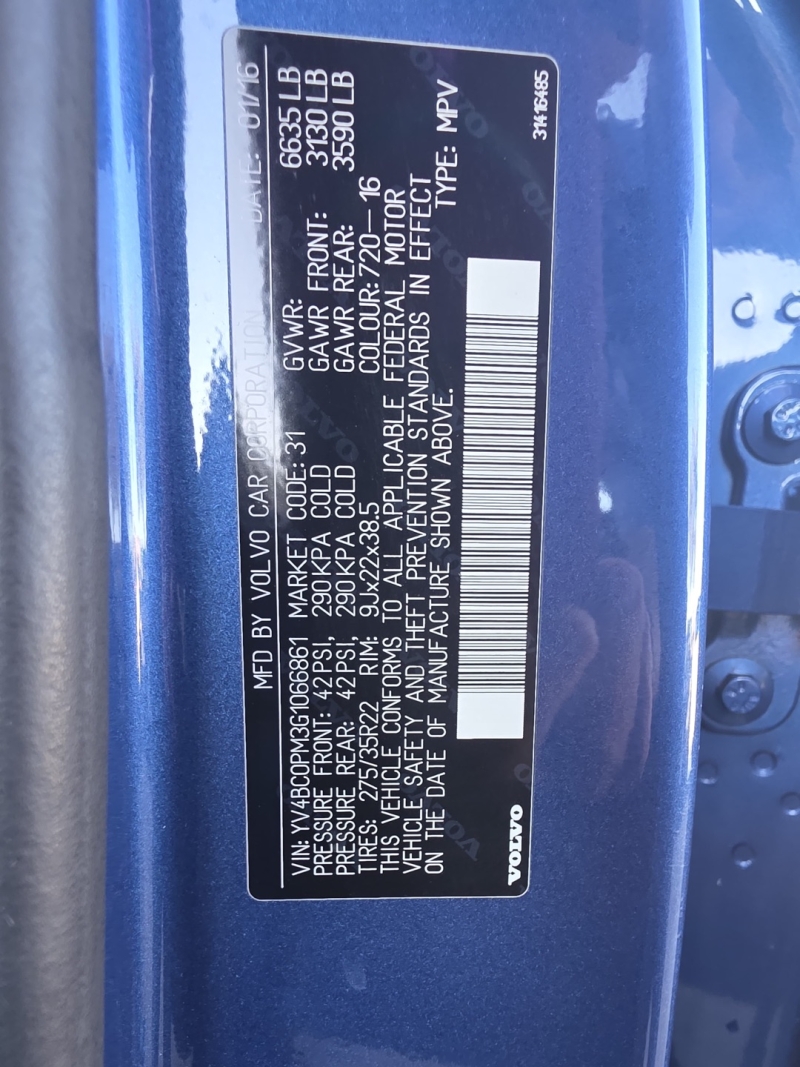 MFD BY VOLVO CAR CORPORATION DATE: 01/16
VIN: YV4BC0PM3G1066861 MARKET CODE: 31 GVWR: 6635 LB
PRESSURE FRONT: 42 PSI, 290 KPA COLD GAWR FRONT: 3130 LB
PRESSURE REAR: 42 PSI, 290 KPA COLD GAWR REAR: 3590 LB
TIRES: 275/35R22 RIM: 9Jx22x38.5 COLOUR: 720—16
THIS VEHICLE CONFORMS TO ALL APPLICABLE FEDERAL MOTOR
VEHICLE SAFETY AND THEFT PREVENTION STANDARDS IN EFFECT
ON THE DATE OF MANUFACTURE SHOWN ABOVE. TYPE: MPV
VOLVO 31416485